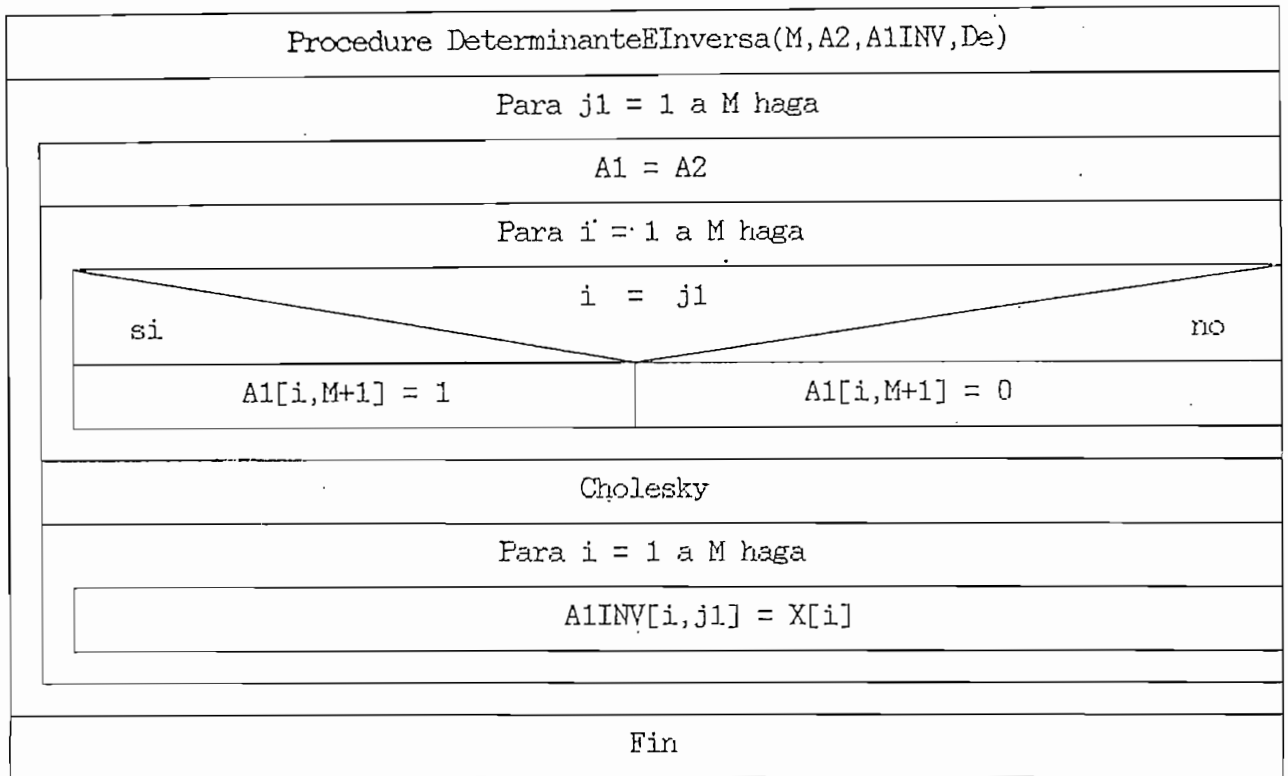 Procedure DeterminanteEInversa(M,A2,A1INV,De)
Para j1 = 1 a M haga
A1 = A2
Para i = 1 a M haga
i = j1
si
no
A1[i,M+1] = 1
A1[i,M+1] = 0
Cholesky
Para i = 1 a M haga
A1INV[i,j1] = X[i]
Fin